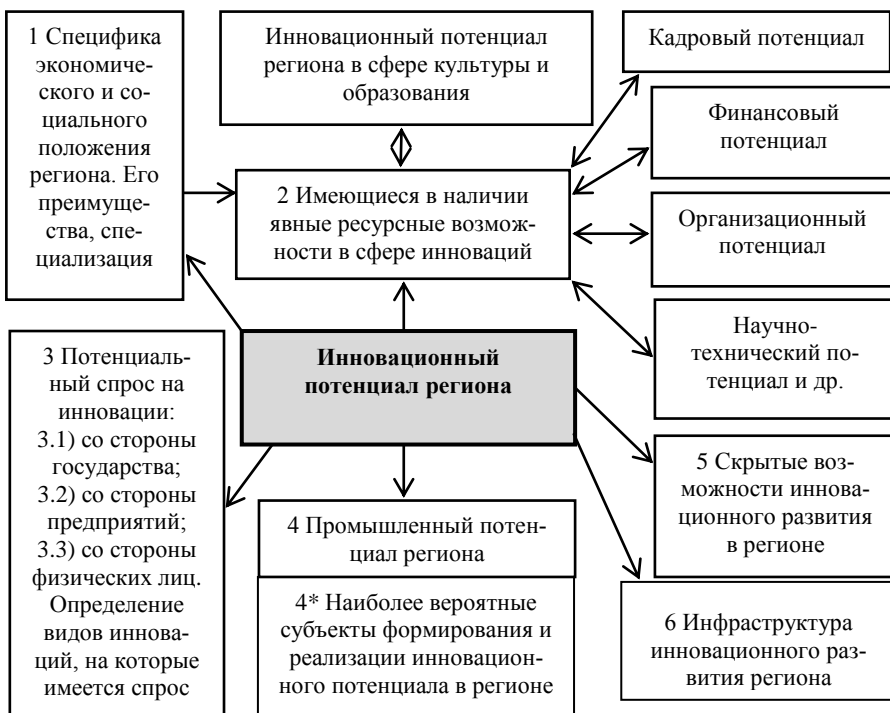 1 Специфика
экономиче-
ского и со-
циального
положения
региона. Его
преимуще-
ства, спе-
циализация
Инновационный потенциал
региона в сфере культуры и
образования
Кадровый потенциал
Финансовый
потенциал
2 Имеющиеся в наличии
явные ресурсные возмож-
ности в сфере инноваций
Организационный
потенциал
Научно-
технический по-
тенциал и др.
Инновационный
потенциал региона
3 Потенциаль-
ный спрос на
инновации:
3.1) со стороны
государства;
3.2) со стороны
предприятий;
3.3) со стороны
физических лиц.
Определение
видов иннова-
ций, на которые
имеется спрос
4 Промышленный потен-
циал региона
4* Наиболее вероятные
субъекты формирования и
реализации инновацион-
ного потенциала в регионе
5 Скрытые воз-
можности иннова-
ционного развития
в регионе
6 Инфраструктура
инновационного раз-
вития региона